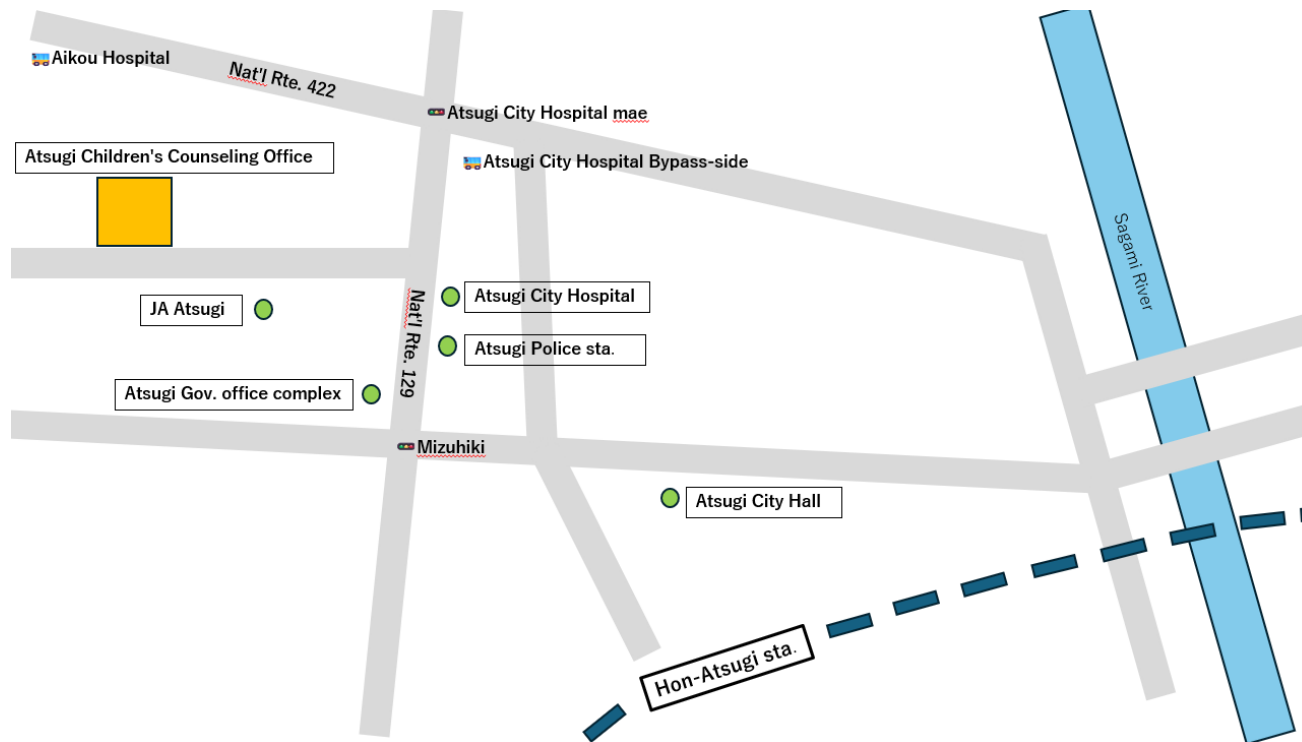 Aikou Hospital
Nat'l Rte. 422
Atsugi City Hospital mae
Atsugi Children's Counseling Office
Atsugi City Hospital Bypass-side
Sagami River
Atsugi City Hospital
JA Atsugi
Nat'l Rte. 129
Atsugi Police sta.
Atsugi Gov. office complex
Mizuhiki
Atsugi City Hall
Hon-Atsugi sta.